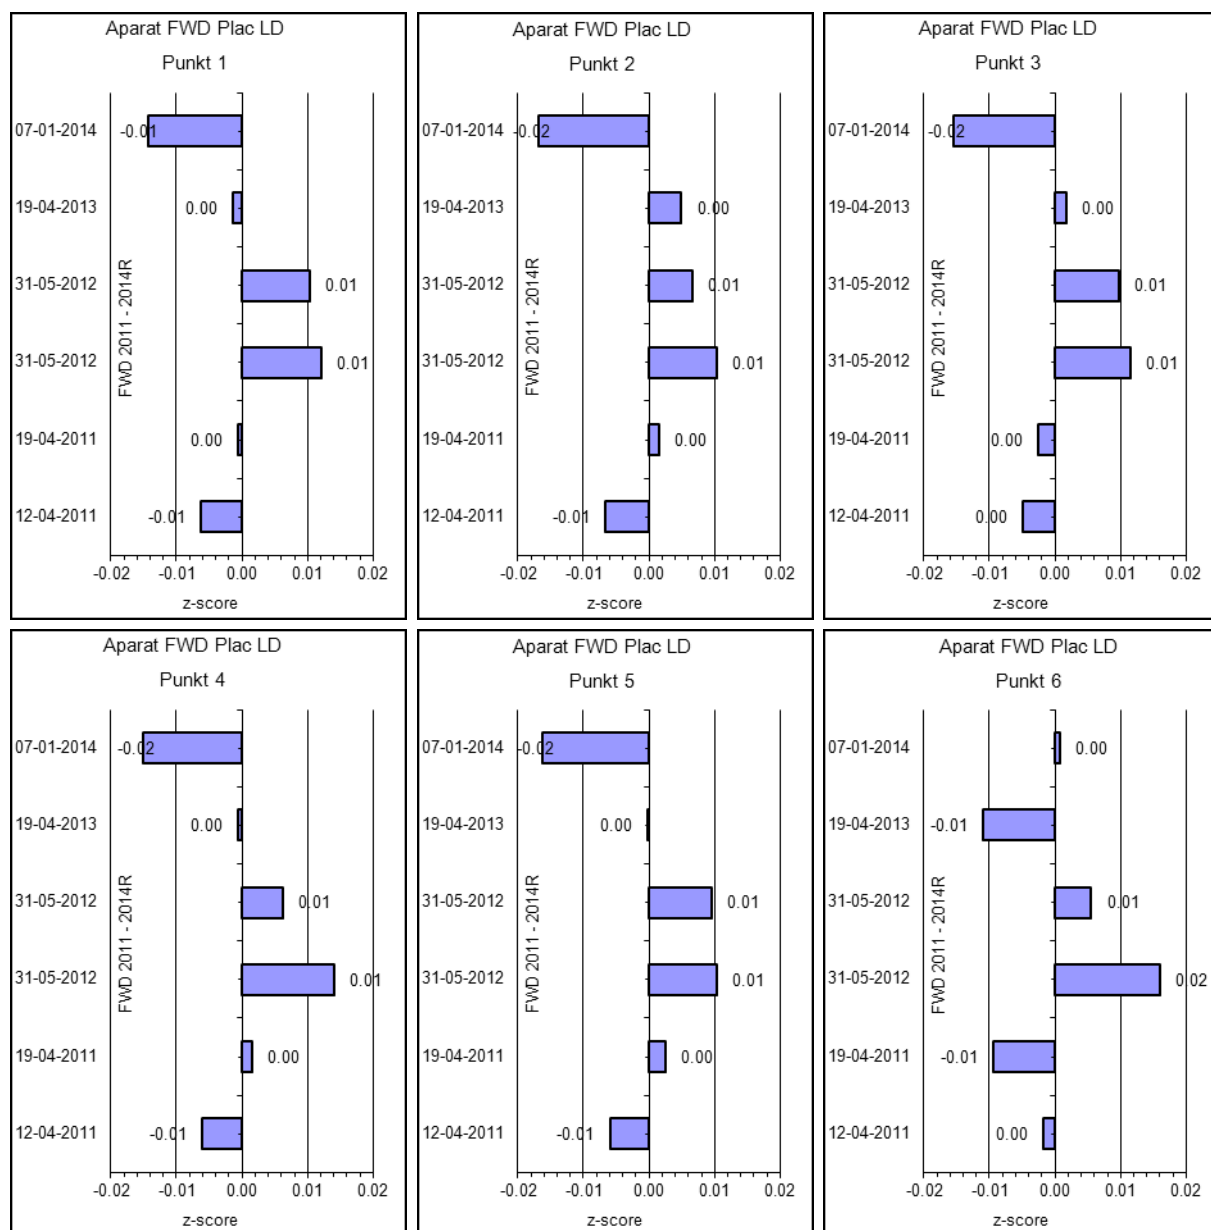 Aparat FWD Plac LD
Punkt 1
07-01-2014 -0.01
19-04-2013 0.00
31-05-2012 0.01
31-05-2012 0.01
19-04-2011 0.00
12-04-2011 -0.01
FWD 2011 - 2014R
-0.02 -0.01 0.00 0.01 0.02
z-score
Aparat FWD Plac LD
Punkt 2
07-01-2014 -0.02
19-04-2013 0.00
31-05-2012 0.01
31-05-2012 0.01
19-04-2011 0.00
12-04-2011 -0.01
FWD 2011 - 2014R
-0.02 -0.01 0.00 0.01 0.02
z-score
Aparat FWD Plac LD
Punkt 3
07-01-2014 -0.02
19-04-2013 0.00
31-05-2012 0.01
31-05-2012 0.01
19-04-2011 0.00
12-04-2011 0.00
FWD 2011 - 2014R
-0.02 -0.01 0.00 0.01 0.02
z-score
Aparat FWD Plac LD
Punkt 4
07-01-2014 -0.02
19-04-2013 0.00
31-05-2012 0.01
31-05-2012 0.01
19-04-2011 0.00
12-04-2011 -0.01
FWD 2011 - 2014R
-0.02 -0.01 0.00 0.01 0.02
z-score
Aparat FWD Plac LD
Punkt 5
07-01-2014 -0.02
19-04-2013 0.00
31-05-2012 0.01
31-05-2012 0.01
19-04-2011 0.00
12-04-2011 -0.01
FWD 2011 - 2014R
-0.02 -0.01 0.00 0.01 0.02
z-score
Aparat FWD Plac LD
Punkt 6
07-01-2014 0.00
19-04-2013 -0.01
31-05-2012 0.01
31-05-2012 0.02
19-04-2011 -0.01
12-04-2011 0.00
FWD 2011 - 2014R
-0.02 -0.01 0.00 0.01 0.02
z-score